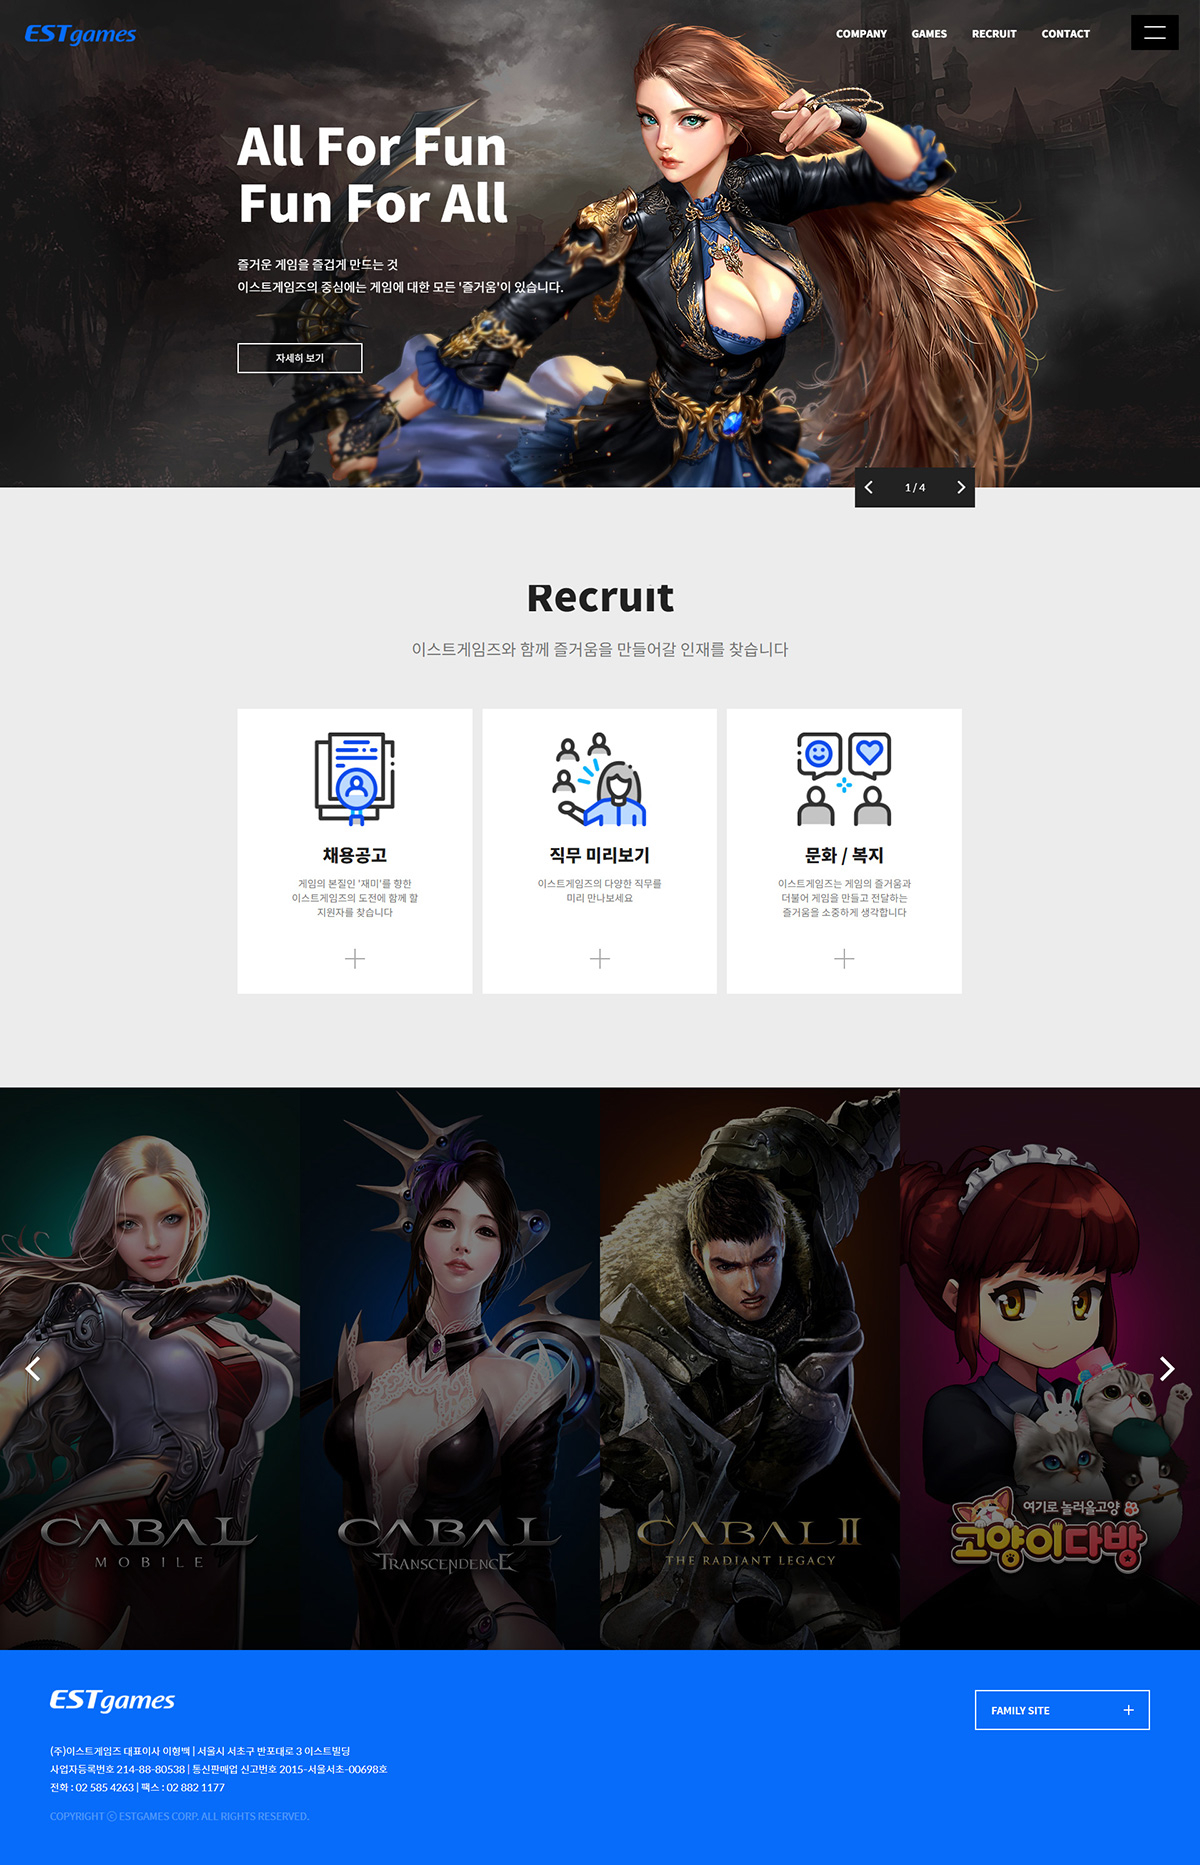 ESTgames
COMPANY GAMES RECRUIT CONTACT
All For Fun
Fun For All
즐거운 게임을 즐겁게 만드는 것
이스트게임즈의 중심에는 게임에 대한 모든 '즐거움'이 있습니다.
자세히 보기
1 / 4
Recruit
이스트게임즈와 함께 즐거움을 만들어갈 인재를 찾습니다
채용공고
게임의 본질인 '재미'를 향한
이스트게임즈의 도전에 함께 할
지원자를 찾습니다
직무 미리보기
이스트게임즈의 다양한 직무를
미리 만나보세요
문화 / 복지
이스트게임즈는 게임의 즐거움과
더불어 게임을 만들고 전달하는
즐거움을 소중하게 생각합니다
CABAL
MOBILE
CABAL
TRANSCENDENCE
CABAL II
THE RADIANT LEGACY
여기로 놀러올고양
고양이다방
ESTgames
FAMILY SITE
(주)이스트게임즈 대표이사 이형백 | 서울시 서초구 반포대로 3 이스트빌딩
사업자등록번호 214-88-80538 | 통신판매업 신고번호 2015-서울서초-00698호
전화 : 02 585 4263 | 팩스 : 02 882 1177
COPYRIGHT ⓒ ESTGAMES CORP. ALL RIGHTS RESERVED.